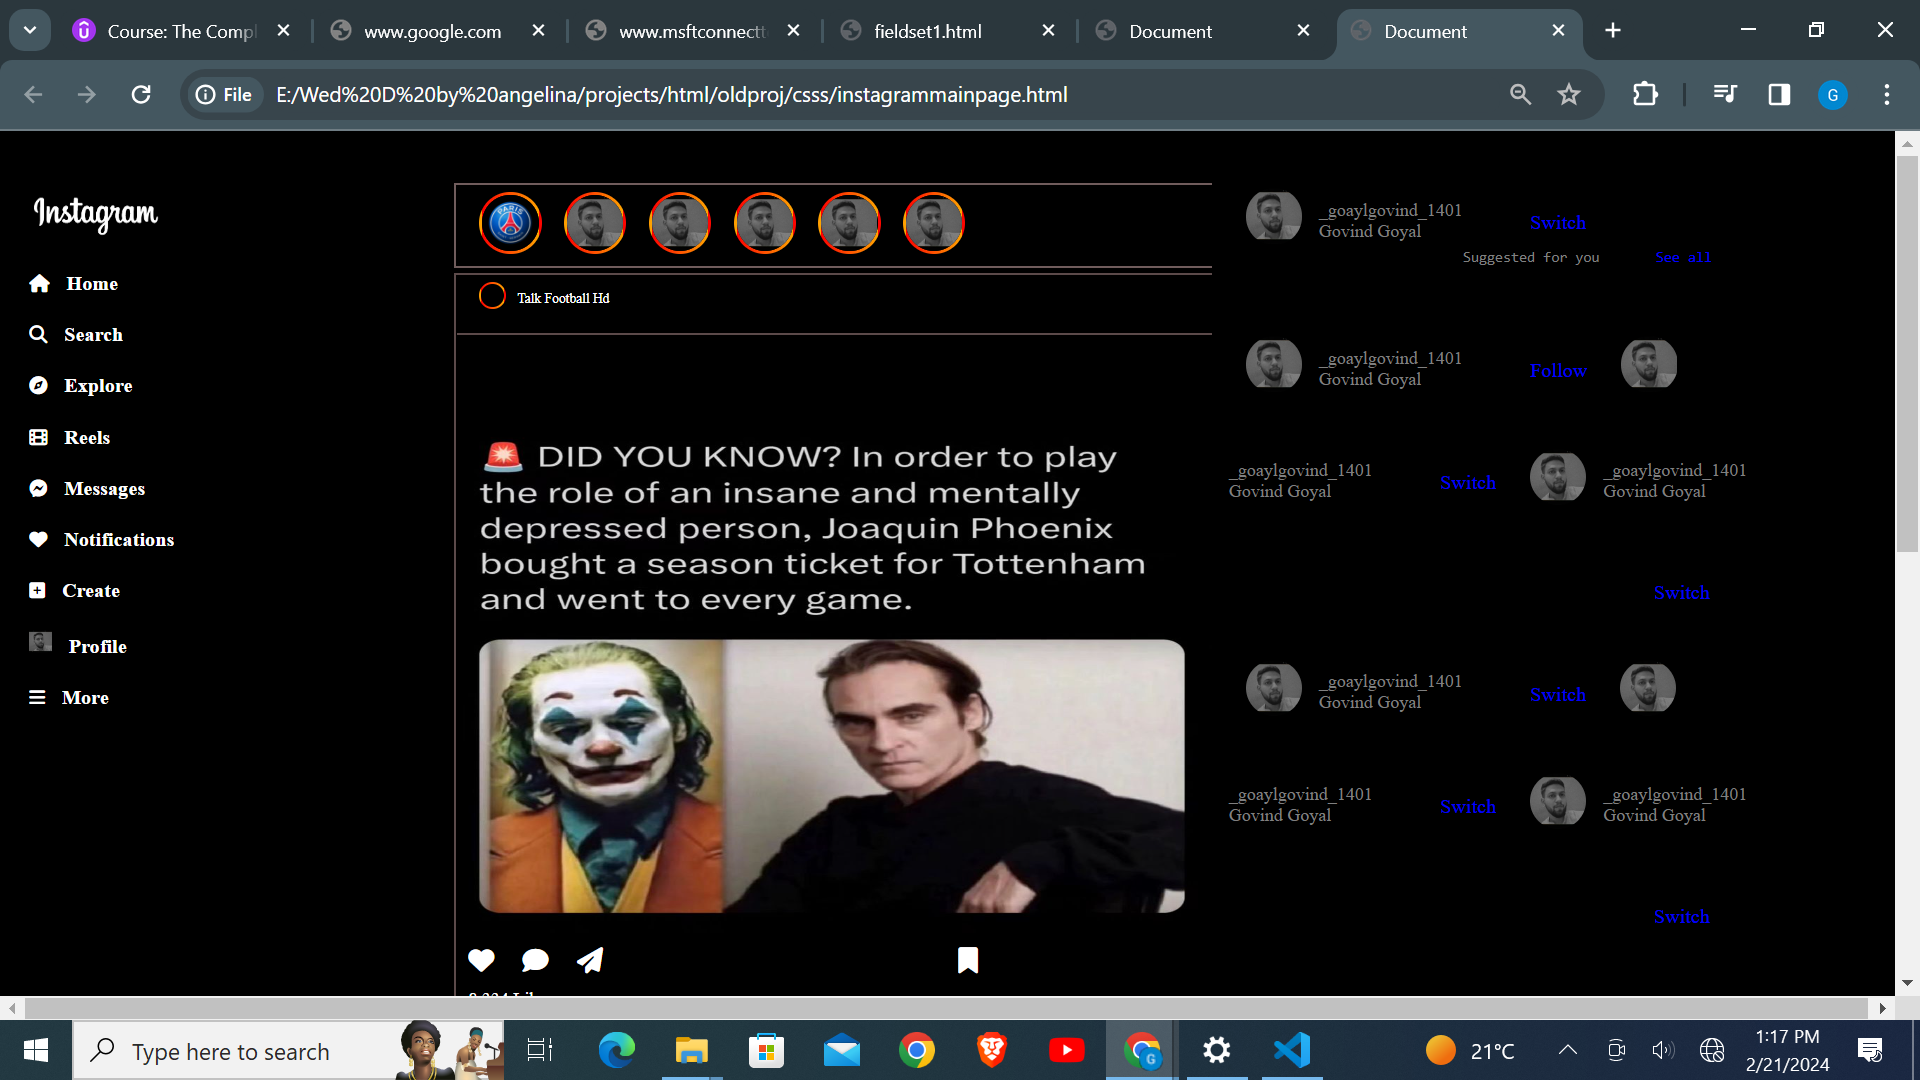 Course: The Compl
www.google.com
www.msftconnectt
fieldset1.html
Document
Document
File
E:/Wed%20D%20by%20angelina/projects/html/oldproj/csss/instagrammainpage.html
G
Instagram
Home
Search
Explore
Reels
Messages
Notifications
Create
Profile
More
PARIS
Talk Football Hd
🚨 DID YOU KNOW? In order to play
the role of an insane and mentally
depressed person, Joaquin Phoenix
bought a season ticket for Tottenham
and went to every game.
_goaylgovind_1401
Govind Goyal
Switch
Suggested for you See all
_goaylgovind_1401
Govind Goyal
Follow
_goaylgovind_1401
Govind Goyal
Switch
_goaylgovind_1401
Govind Goyal
Switch
_goaylgovind_1401
Govind Goyal
Switch
_goaylgovind_1401
Govind Goyal
Switch
_goaylgovind_1401
Govind Goyal
Switch
Type here to search
G
21°C
1:17 PM
2/21/2024